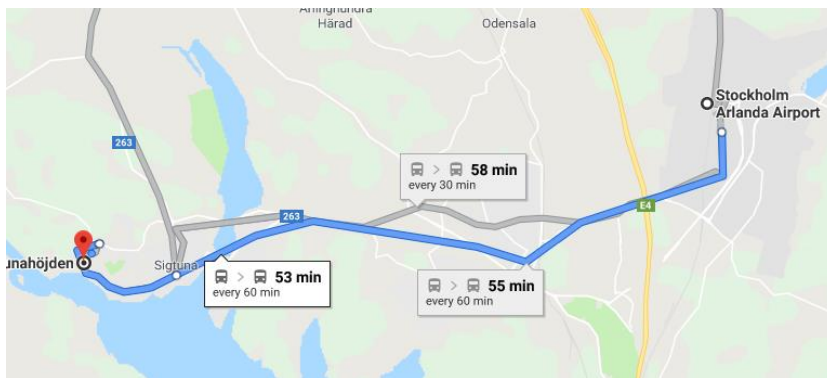 Härad
Odensala
Stockholm
Arlanda Airport
263
> 58 min
every 30 min
E4
263
unahöjden
Sigtuna
> 53 min
every 60 min
> 55 min
every 60 min